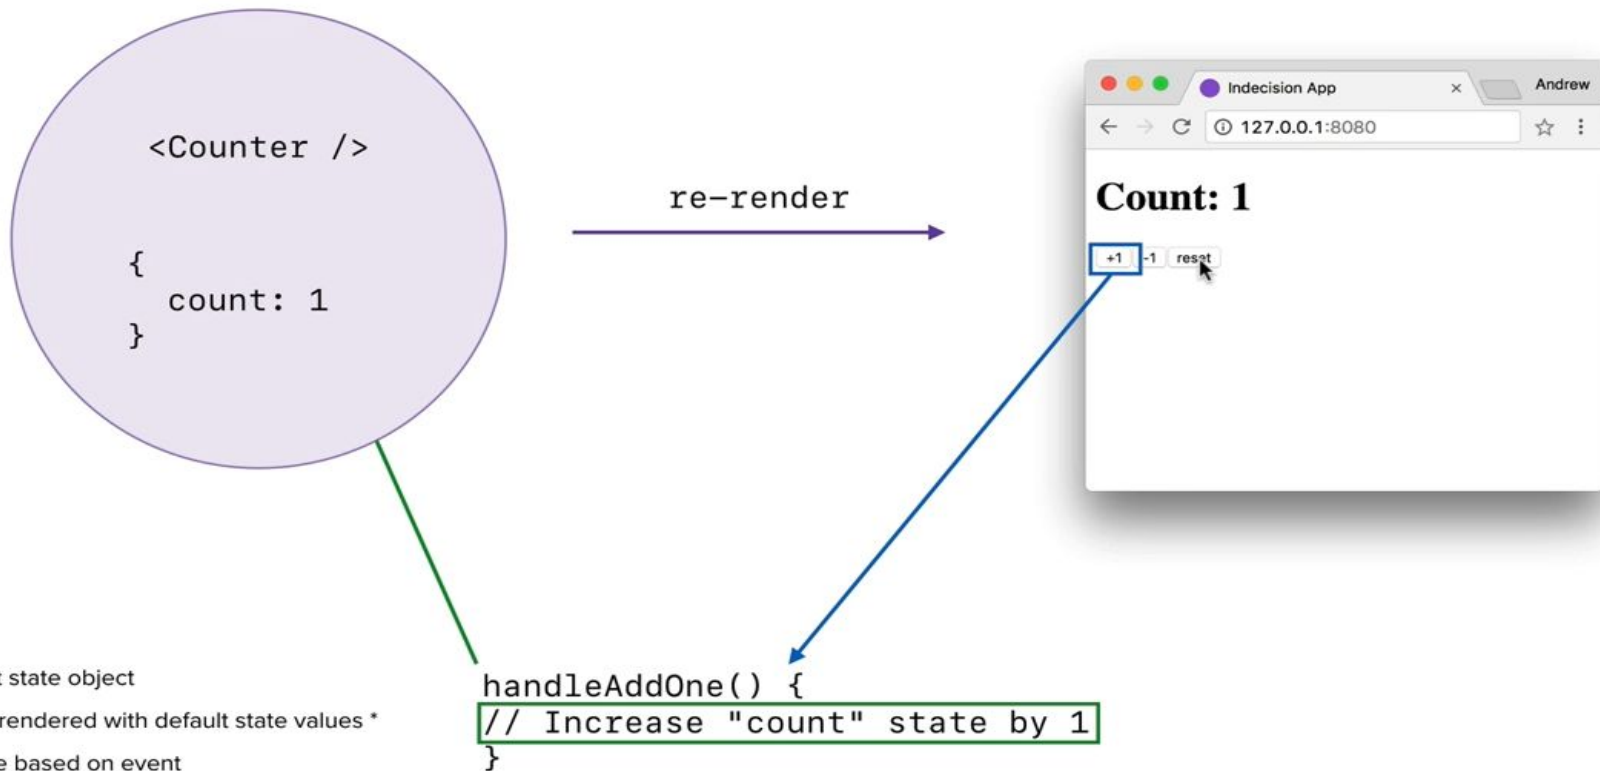 <Counter />
{
count: 1
}
re-render
Indecision App
Andrew
127.0.0.1:8080
Count: 1
+1 -1 reset
state object
rendered with default state values *
based on event
handleAddOne() {
// Increase "count" state by 1
}